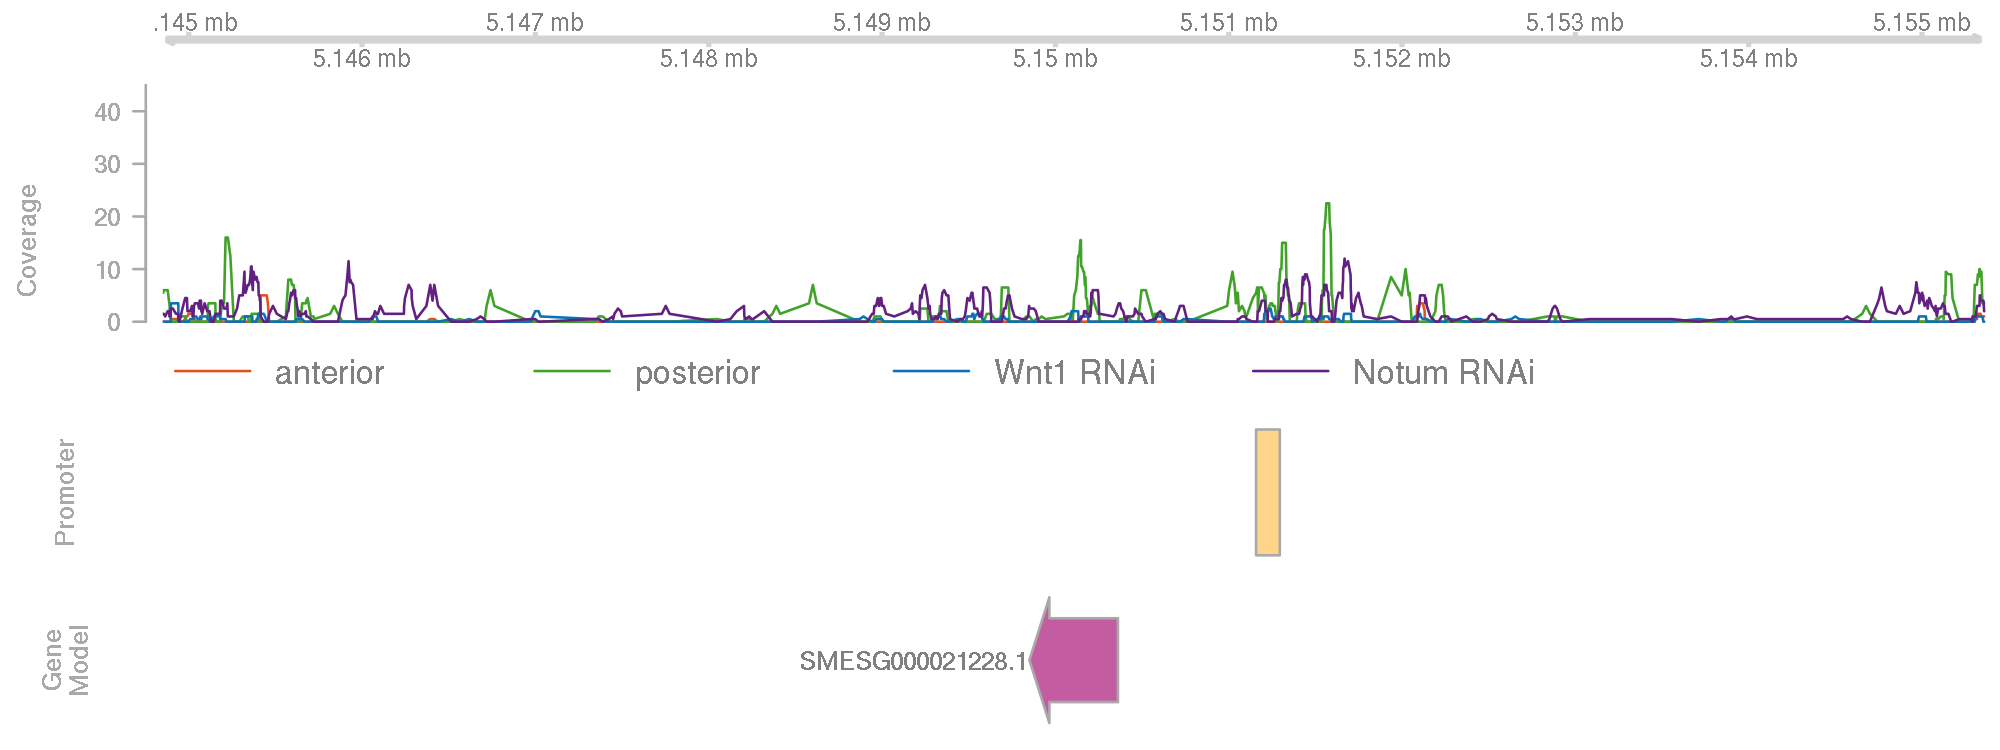 .145 mb 5.147 mb 5.149 mb 5.151 mb 5.153 mb 5.155 mb
5.146 mb 5.148 mb 5.15 mb 5.152 mb 5.154 mb
40
30
20
10
0
Coverage
anterior posterior Wnt1 RNAi Notum RNAi
Promoter
Gene
Model
SMESG000021228.1